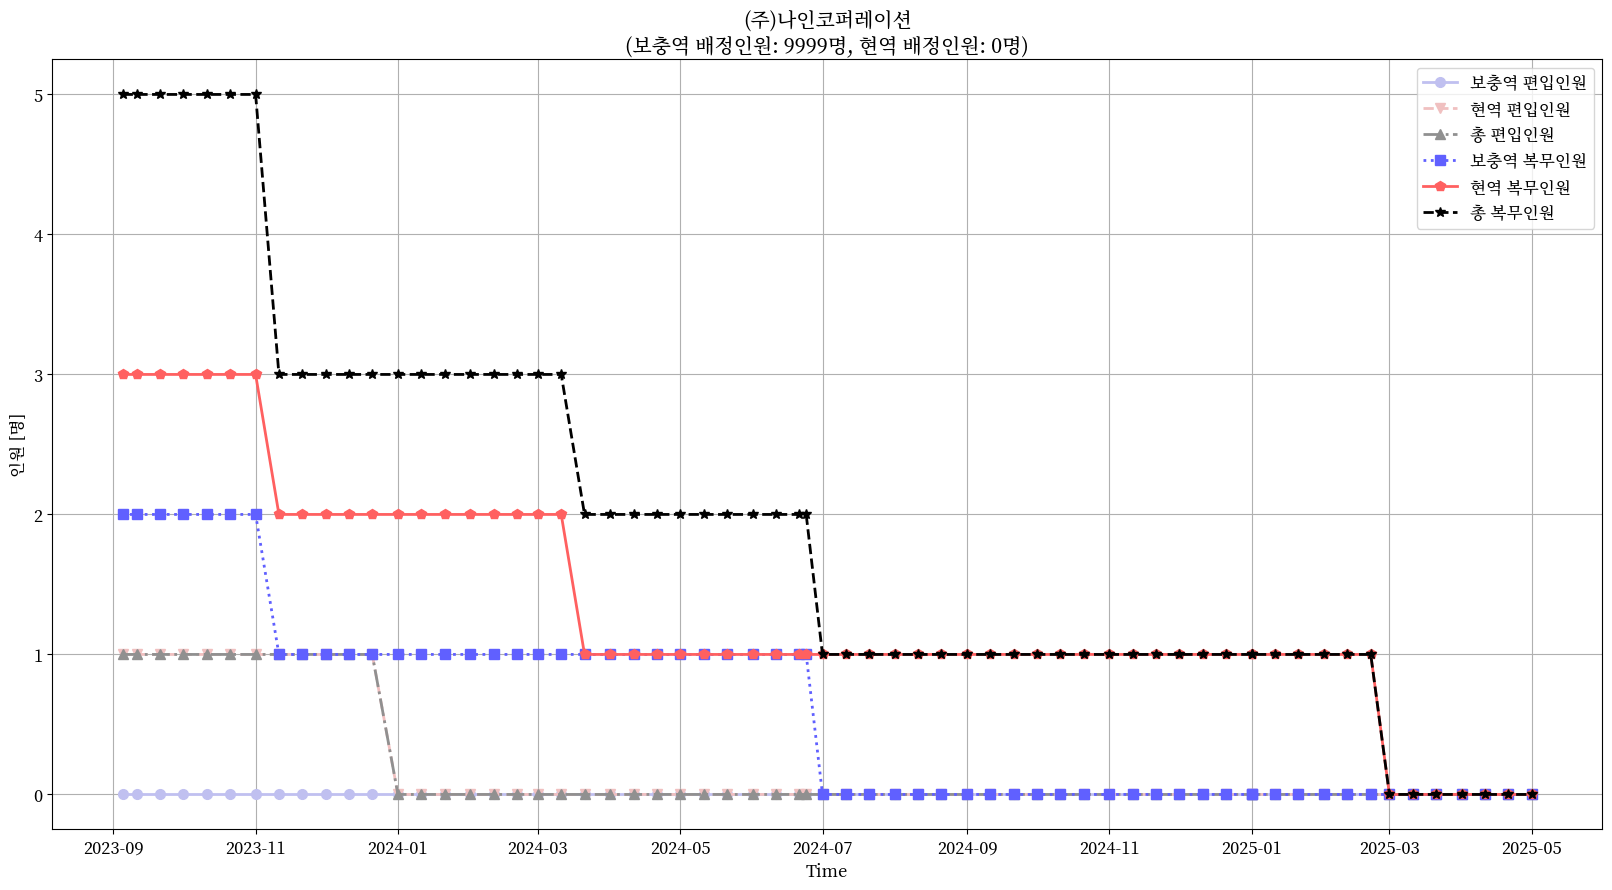 (주)나인코퍼레이션
(보충역 배정인원: 9999명, 현역 배정인원: 0명)
보충역 편입인원
현역 편입인원
총 편입인원
보충역 복무인원
현역 복무인원
총 복무인원
인원 [명]
5
4
3
2
1
0
2023-09
2023-11
2024-01
2024-03
2024-05
2024-07
2024-09
2024-11
2025-01
2025-03
2025-05
Time